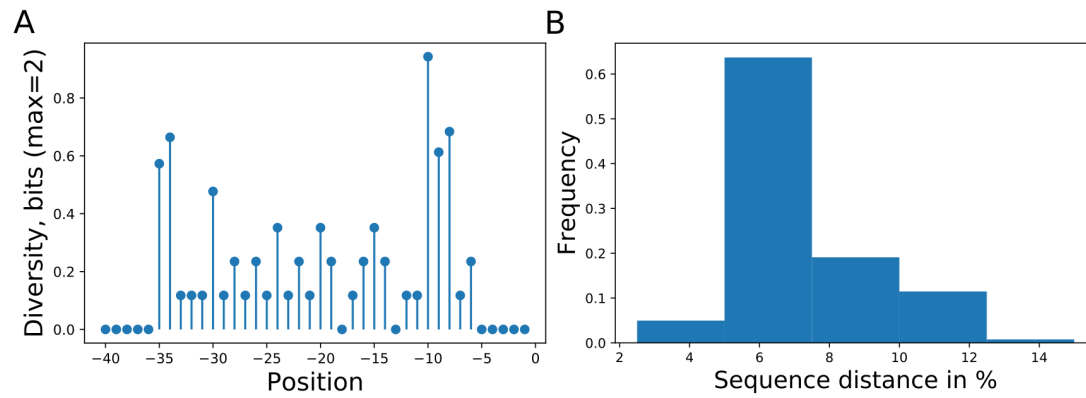 A
Diversity, bits (max=2)
0.8
0.6
0.4
0.2
0.0
−40 −35 −30 −25 −20 −15 −10 −5 0
Position
B
Frequency
0.6
0.5
0.4
0.3
0.2
0.1
0.0
2 4 6 8 10 12 14
Sequence distance in %